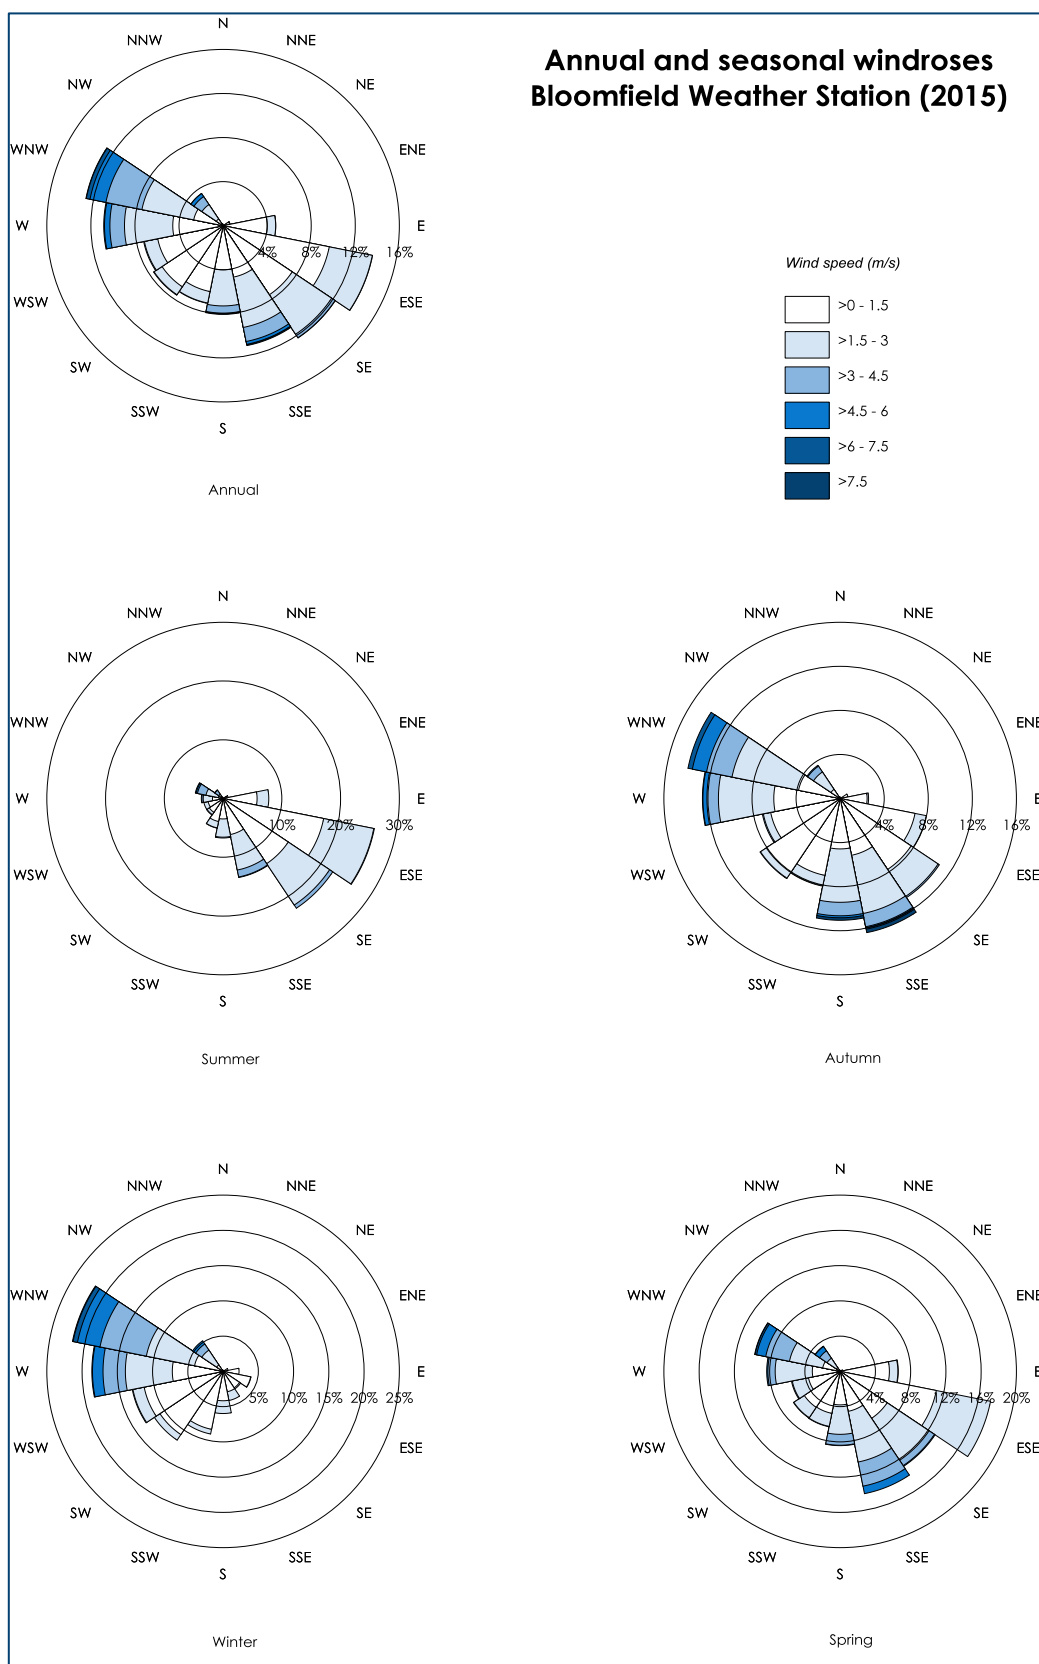 Annual and seasonal windroses
Bloomfield Weather Station (2015)
N
NNW NNE
NW NE
WNW ENE
W E
4% 8% 12% 16%
WSW ESE
SW SE
SSW SSE
S
Annual
Wind speed (m/s)
>0 - 1.5
>1.5 - 3
>3 - 4.5
>4.5 - 6
>6 - 7.5
>7.5
N
NNW NNE
NW NE
WNW ENE
W E
10% 20% 30%
WSW ESE
SW SE
SSW SSE
S
Summer
N
NNW NNE
NW NE
WNW ENE
W E
4% 8% 12% 16%
WSW ESE
SW SE
SSW SSE
S
Autumn
N
NNW NNE
NW NE
WNW ENE
W E
5% 10% 15% 20% 25%
WSW ESE
SW SE
SSW SSE
S
Winter
N
NNW NNE
NW NE
WNW ENE
W E
4% 8% 12% 16% 20%
WSW ESE
SW SE
SSW SSE
S
Spring